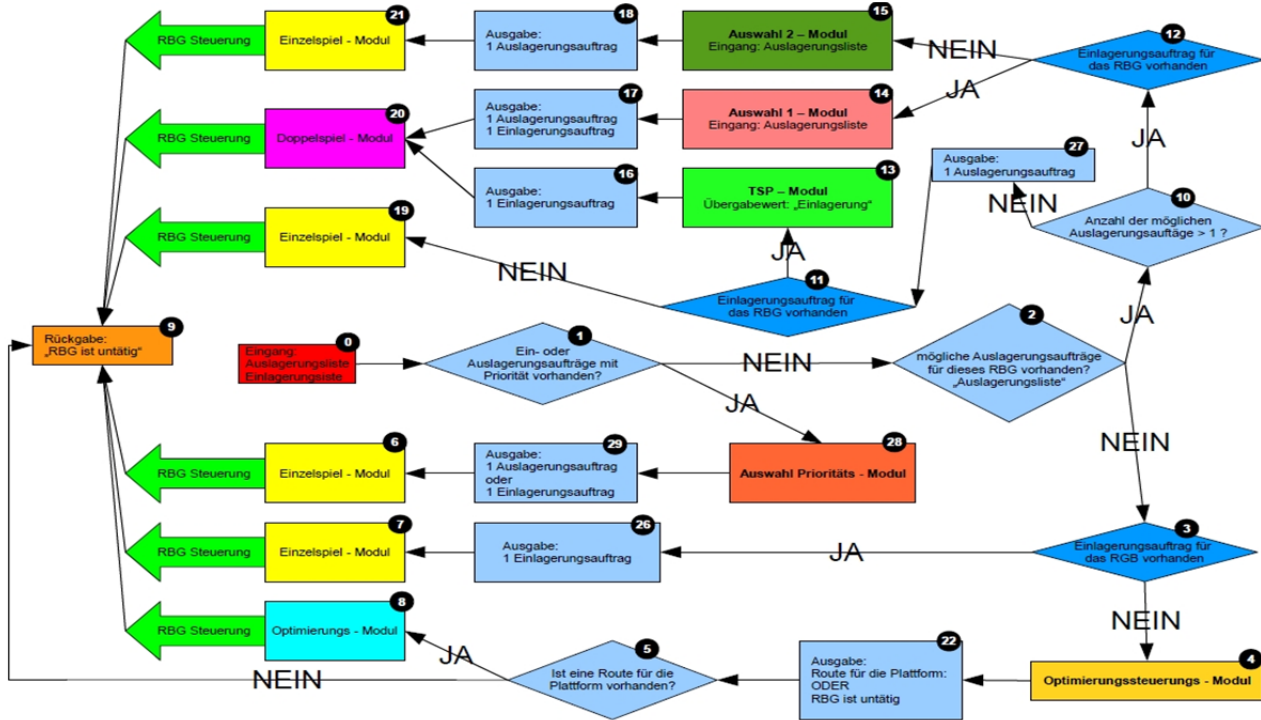 21
RBG Steuerung
Einzelspiel - Modul
18
Ausgabe:
1 Auslagerungsauftrag
15
Auswahl 2 – Modul
Eingang: Auslagerungsliste
NEIN
12
Einlagerungsauftrag für
das RBG vorhanden
JA
20
RBG Steuerung
Doppelspiel - Modul
17
Ausgabe:
1 Auslagerungsauftrag
1 Einlagerungsauftrag
14
Auswahl 1 – Modul
Eingang: Auslagerungsliste
JA
27
Ausgabe:
1 Auslagerungsauftrag
16
Ausgabe:
1 Einlagerungsauftrag
13
TSP – Modul
Übergabewert: „Einlagerung“
NEIN
10
Anzahl der möglichen
Auslagerungsauftäge > 1 ?
19
RBG Steuerung
Einzelspiel - Modul
NEIN
JA
11
Einlagerungsauftrag für
das RBG vorhanden
JA
9
Rückgabe:
„RBG ist untätig“
0
Eingang:
Auslagerungsliste
Einlagerungsiste
1
Ein- oder
Auslagerungsaufträge mit
Priorität vorhanden?
NEIN
2
mögliche Auslagerungsaufträge
für dieses RBG vorhanden?
„Auslagerungsliste“
JA
NEIN
6
RBG Steuerung
Einzelspiel - Modul
29
Ausgabe:
1 Auslagerungsauftrag
oder
1 Einlagerungsauftrag
28
Auswahl Prioritäts - Modul
7
RBG Steuerung
Einzelspiel - Modul
26
Ausgabe:
1 Einlagerungsauftrag
JA
3
Einlagerungsauftrag für
das RGB vorhanden
NEIN
8
RBG Steuerung
Optimierungs - Modul
JA
NEIN
5
Ist eine Route für die
Plattform vorhanden?
22
Ausgabe:
Route für die Plattform:
ODER
RBG ist untätig
4
Optimierungssteuerungs - Modul